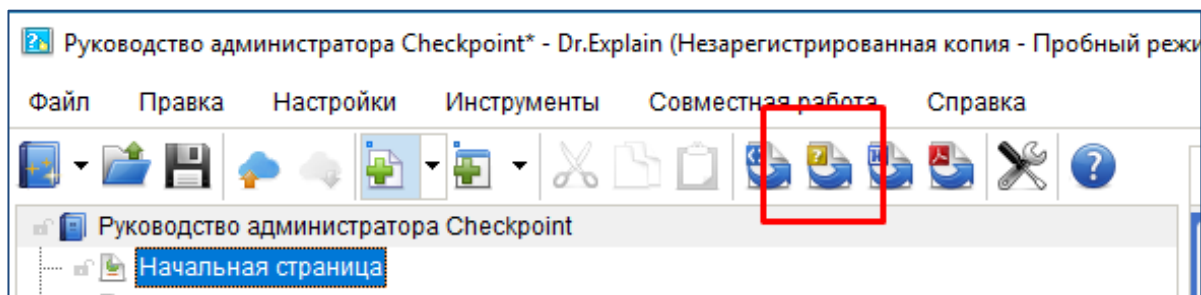 Руководство администратора Checkpoint* - Dr.Explain (Незарегистрированная копия - Пробный режи
Файл Правка Настройки Инструменты Совместная работа Справка
Руководство администратора Checkpoint
Начальная страница